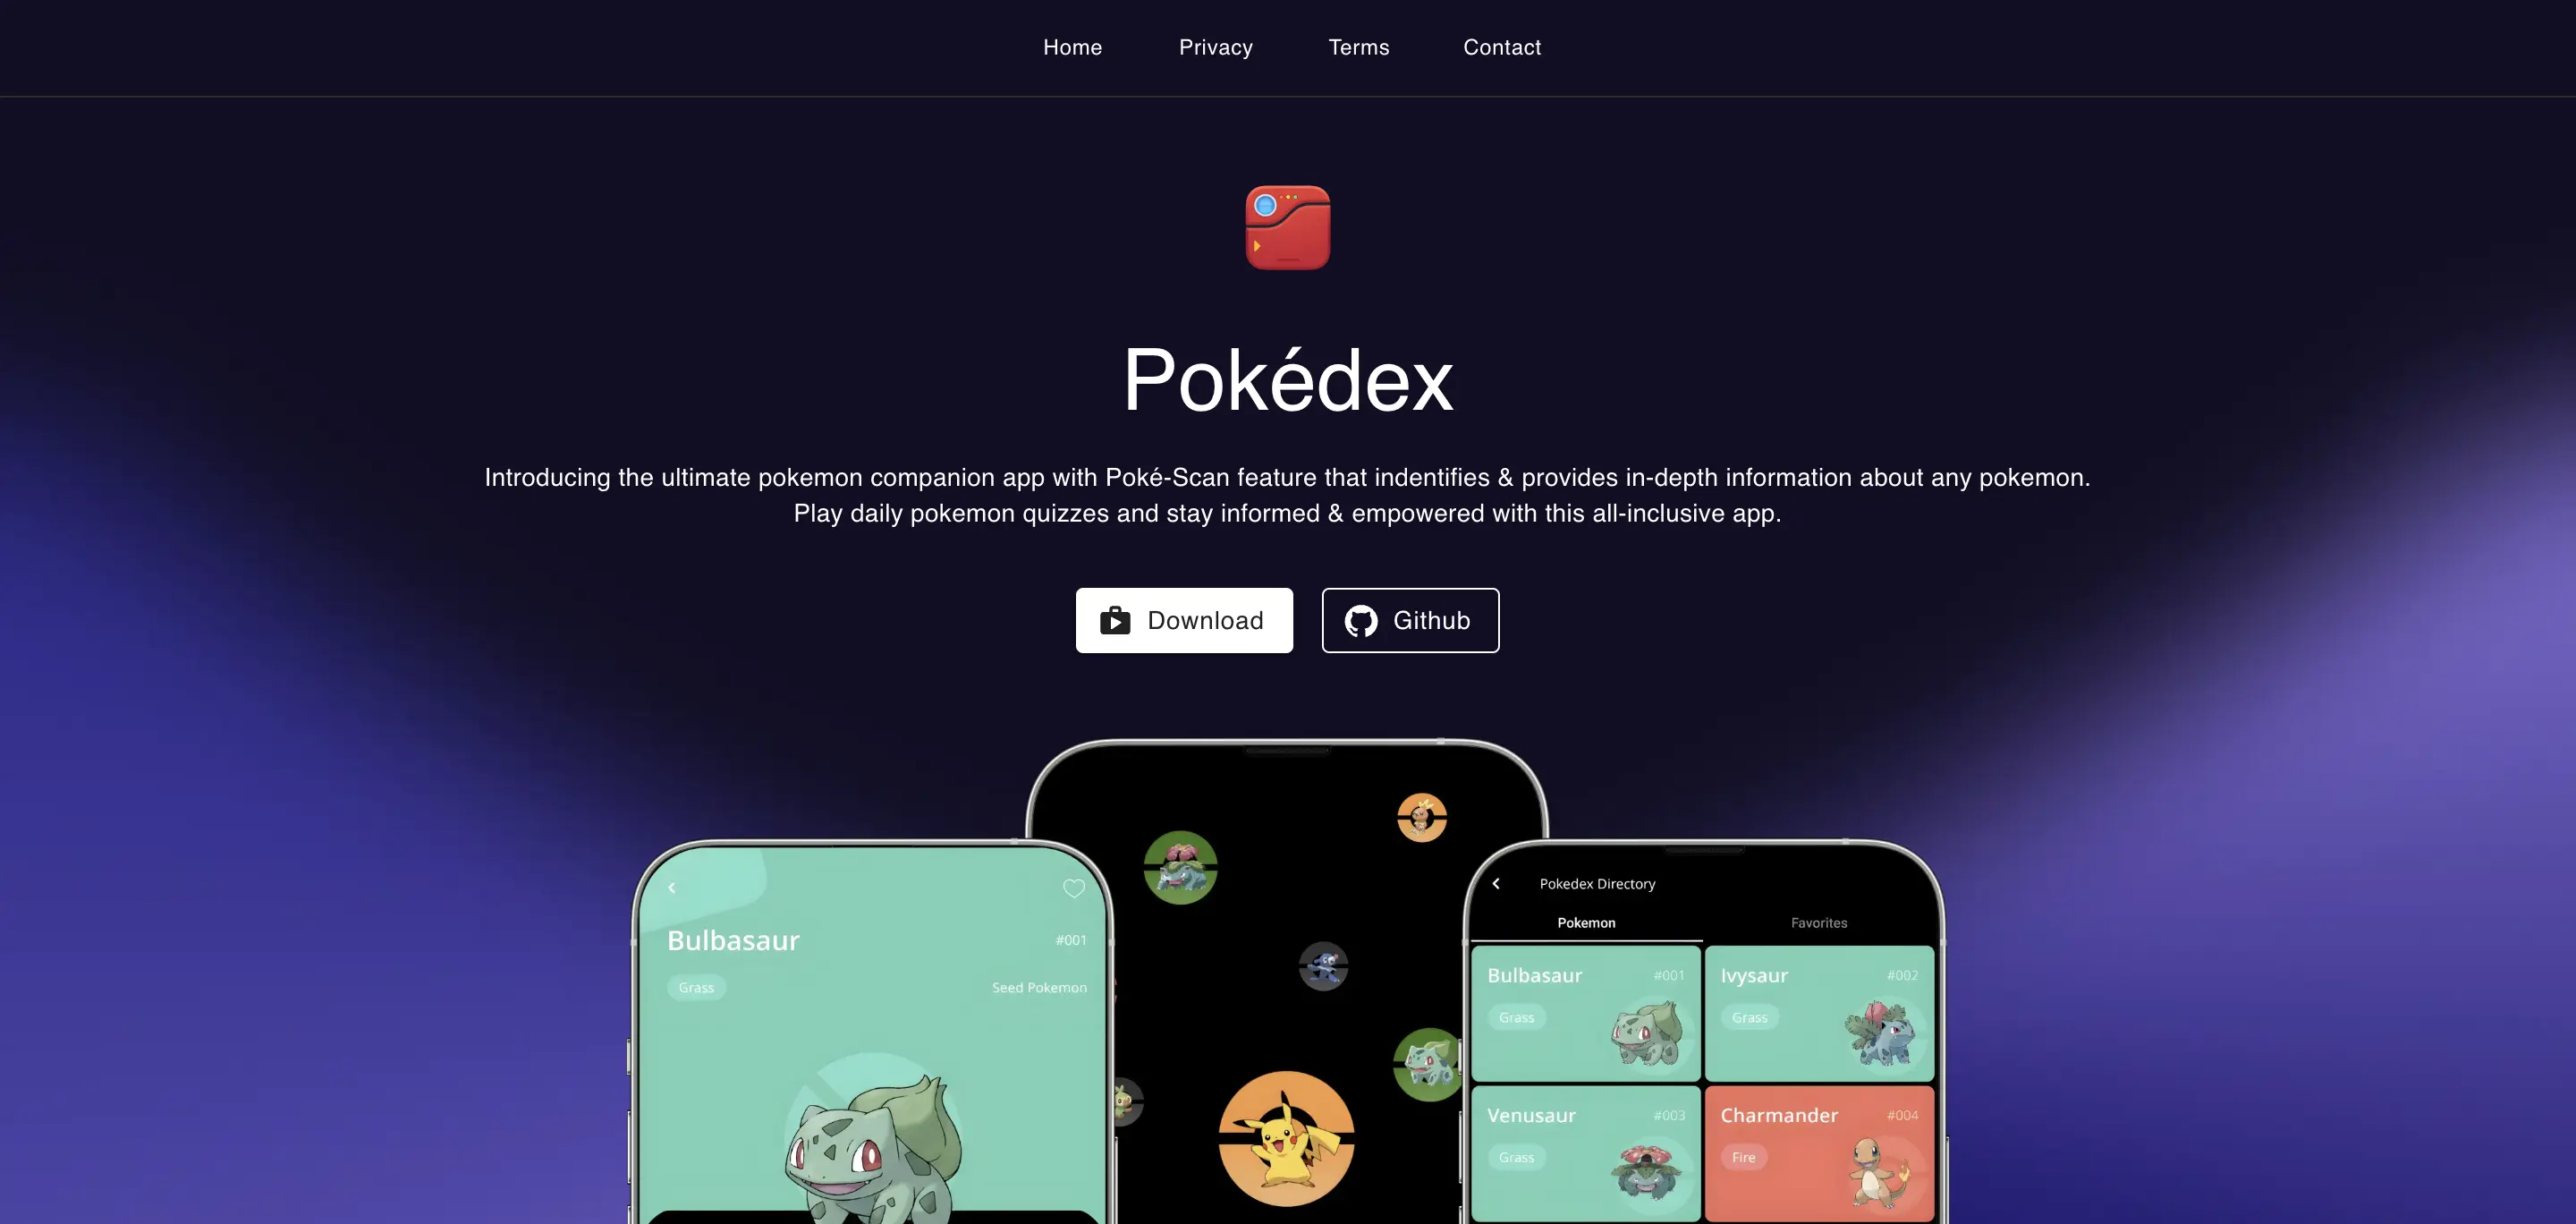 Home Privacy Terms Contact
Pokédex
Introducing the ultimate pokemon companion app with Poké-Scan feature that indentifies & provides in-depth information about any pokemon.
Play daily pokemon quizzes and stay informed & empowered with this all-inclusive app.
Download Github
Bulbasaur #001
Grass Seed Pokemon
Pokedex Directory
Pokemon Favorites
Bulbasaur #001
Grass
Ivysaur #002
Grass
Venusaur #003
Grass
Charmander #004
Fire